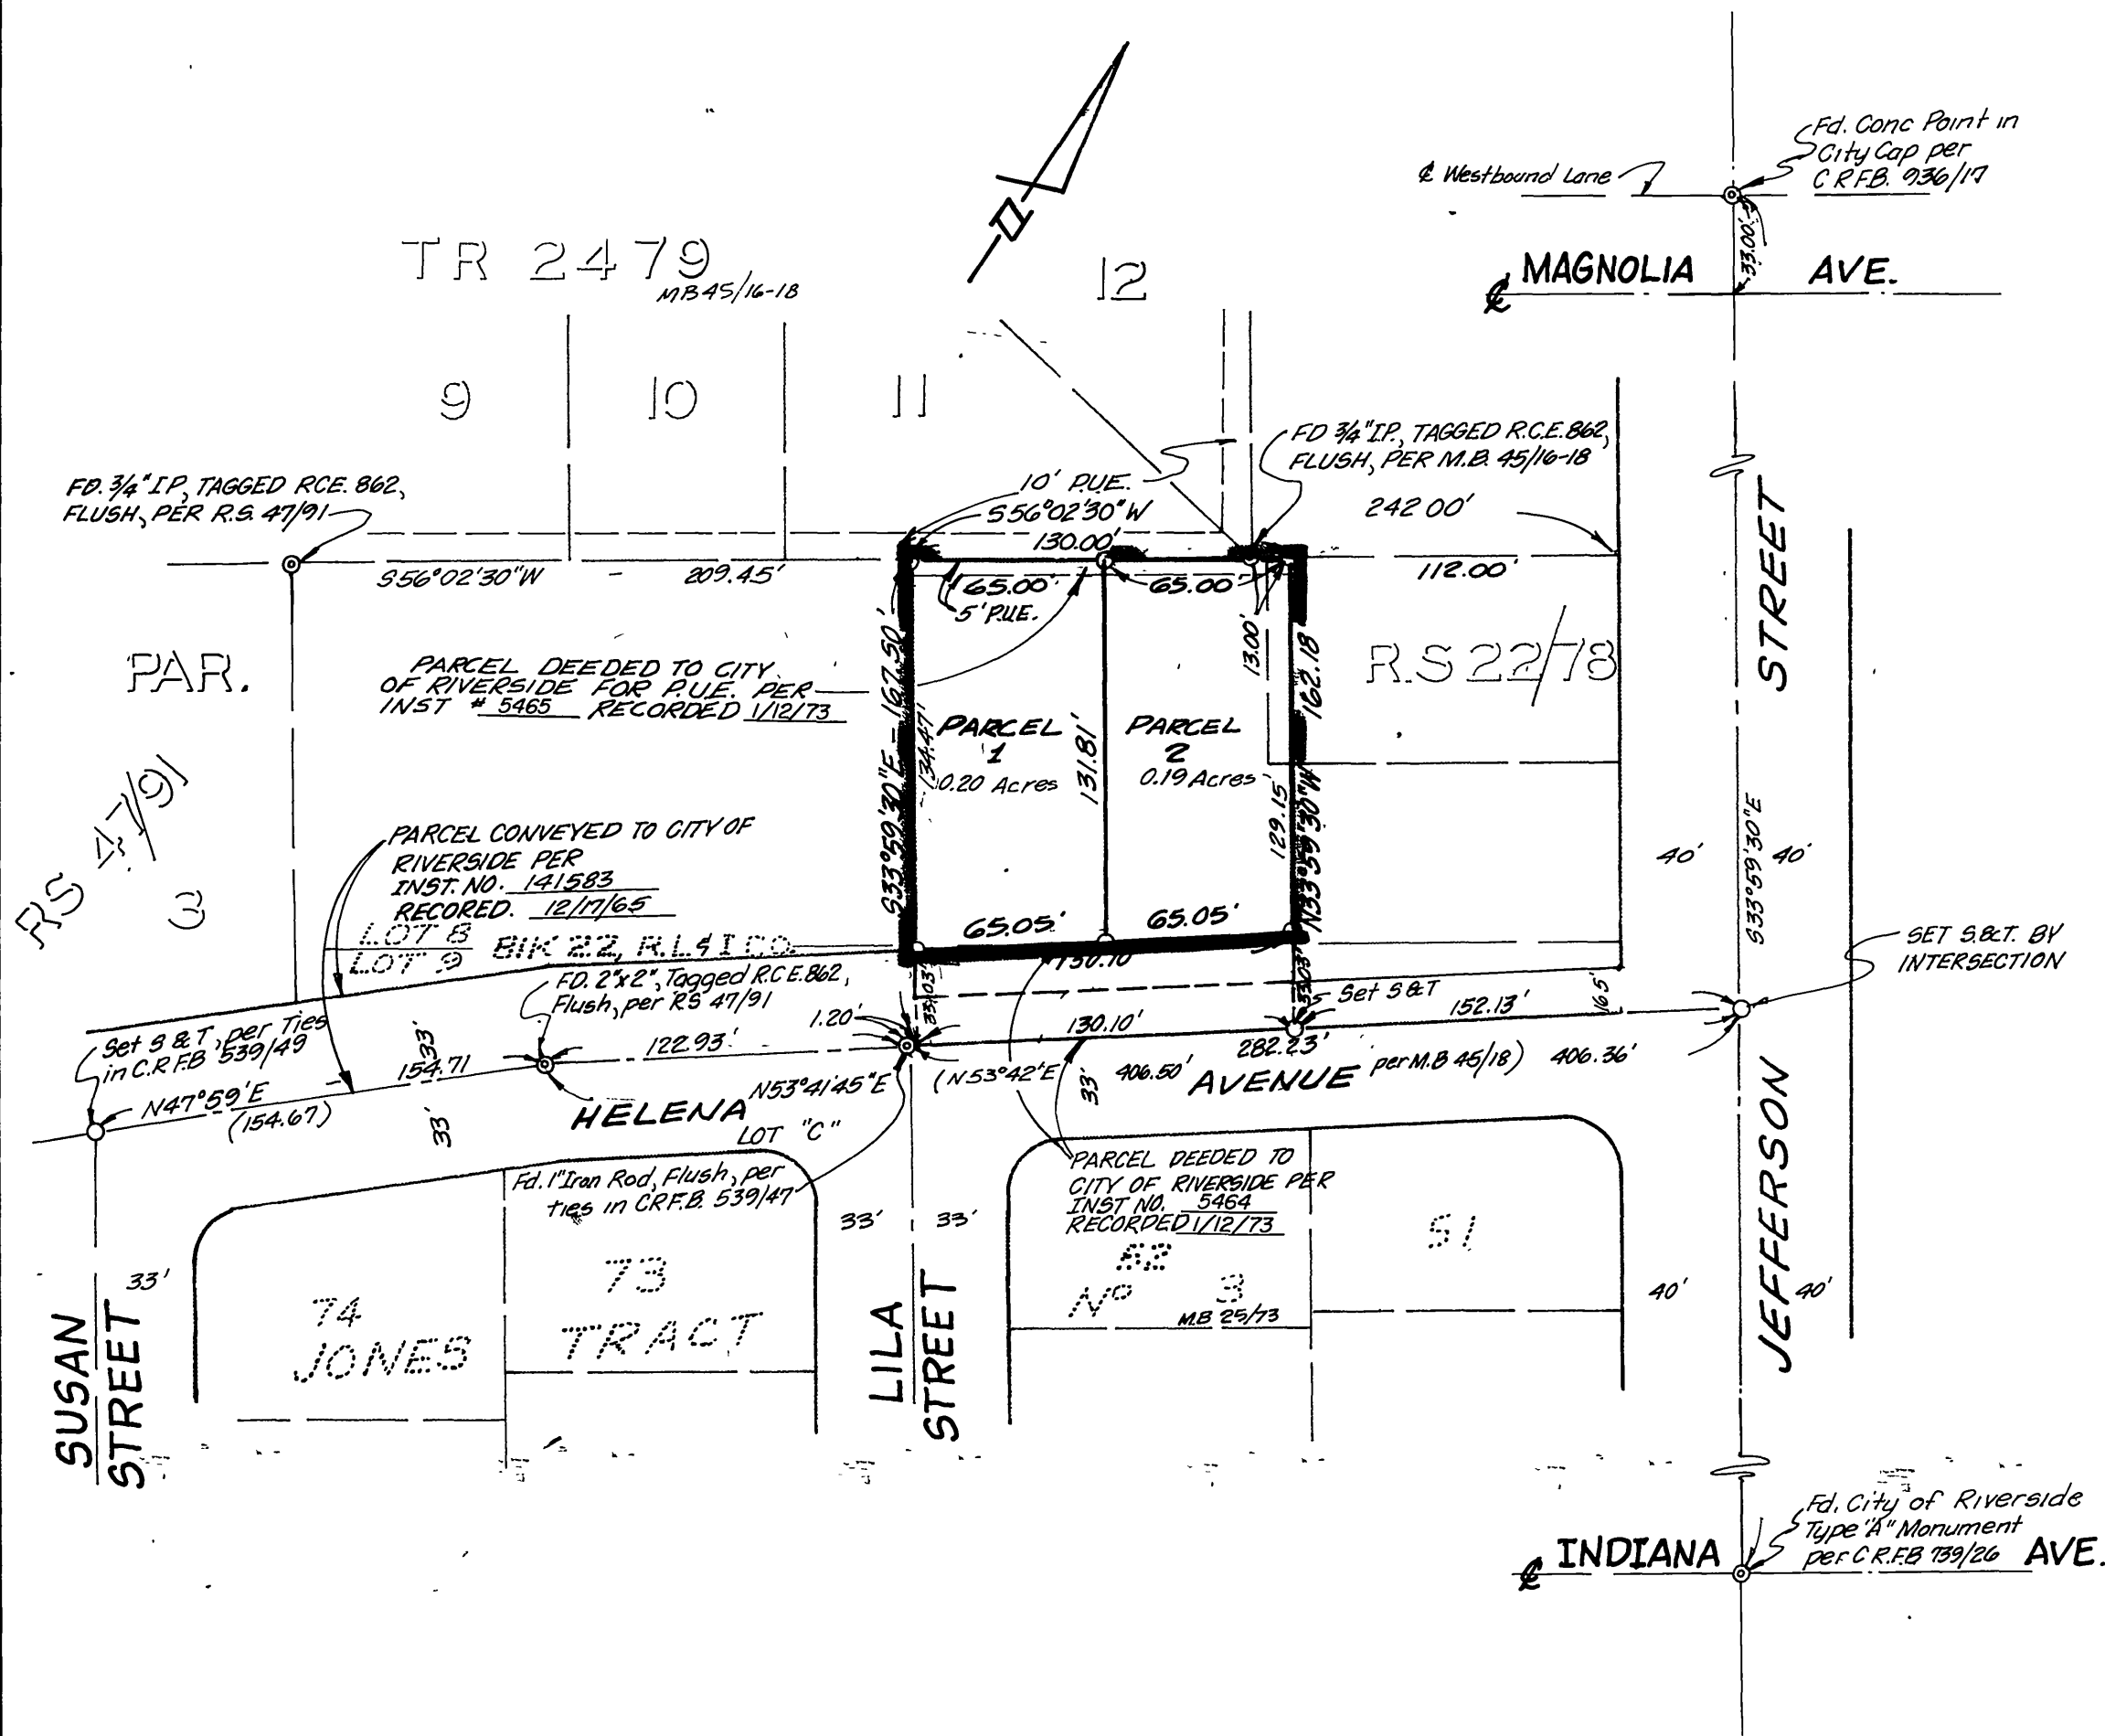 Fd. Conc Point in
City Cap per
C R.F.B. 936/17
℄ Westbound Lane
33.00'
℄ MAGNOLIA AVE.
TR 2479
MB 45/16-18
12
9
10
11
FD 3/4" I.P., TAGGED R.C.E. 862,
FLUSH, PER M.B. 45/16-18
FD. 3/4" I P, TAGGED RCE. 862,
FLUSH, PER R.S. 47/91
10' P.U.E.
S56°02'30"W
130.00'
242 00'
S56°02'30"W - 209.45'
65.00'
65.00
112.00'
5' P.U.E.
13.00'
PAR.
3
RS 47/91
PARCEL DEEDED TO CITY
OF RIVERSIDE FOR P.U.E. PER
INST # 5465 RECORDED 1/12/73
S33°59'30"E - 167.50'
134.47'
PARCEL
1
0.20 Acres
131.81'
PARCEL
2
0.19 Acres
129.15
N33°59'30"W 162.18
R.S 22/78
STREET
JEFFERSON
S33°59'30"E
40'
40'
PARCEL CONVEYED TO CITY OF
RIVERSIDE PER
INST. NO. 141583
RECORED. 12/17/65
LOT 8
LOT 9
BlK 22, R.L & I CO.
65.05'
65.05'
130.10
SET S.&T. BY
INTERSECTION
FD. 2"x2", Tagged R.C E.862,
Flush, per RS 47/91
33.03'
33.03'
Set S &T
16.5'
Set S & T, per Ties
in C.R F.B 539/49
33'
154.71
122.93'
1.20'
130.10'
152.13'
282.23'
N47°59'E
(154.67)
33'
N53°41'45"E
(N53°42'E
406.50'
per M.B 45/18)
406.36'
33'
HELENA
AVENUE
LOT "C"
Fd. 1" Iron Rod, Flush, per
ties in C.R.F.B. 539/47
PARCEL DEEDED TO
CITY OF RIVERSIDE PER
INST NO. 5464
RECORDED 1/12/73
33'
33'
33'
SUSAN
STREET
74
JONES
73
TRACT
LILA
STREET
Nº 3
M.B 25/73
51
40'
40'
Fd. City of Riverside
Type "A" Monument
per C R.F.B 739/26
℄ INDIANA AVE.